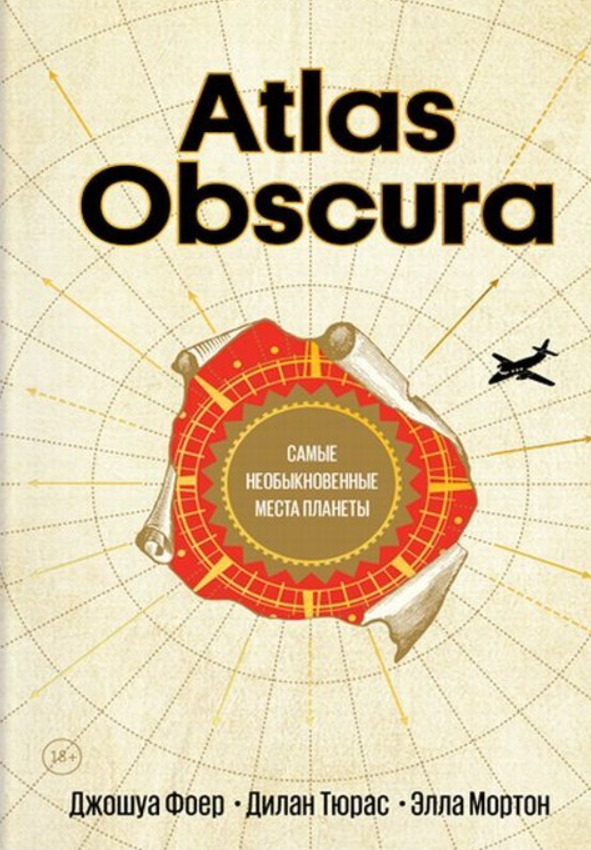 Atlas
Obscura
САМЫЕ
НЕОБЫКНОВЕННЫЕ
МЕСТА ПЛАНЕТЫ
18+
Джошуа Фоер • Дилан Тюрас • Элла Мортон